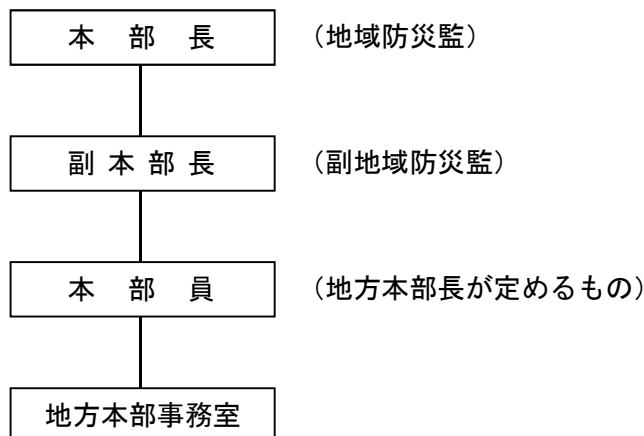 本部長 （地域防災監）
副本部長 （副地域防災監）
本部員 （地方本部長が定めるもの）
地方本部事務室